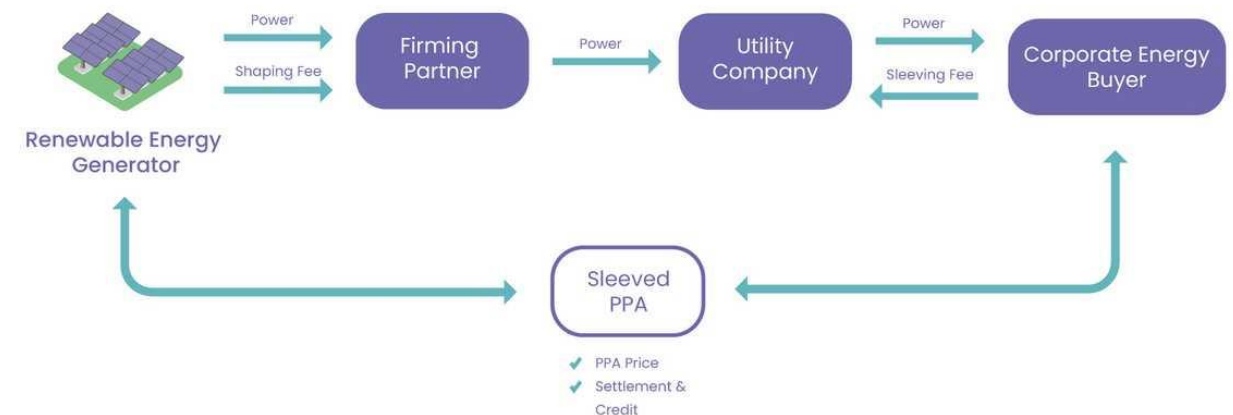 Power
Shaping Fee
Renewable Energy
Generator
Firming
Partner
Power
Utility
Company
Power
Sleeving Fee
Corporate Energy
Buyer
Sleeved
PPA
PPA Price
Settlement &
Credit